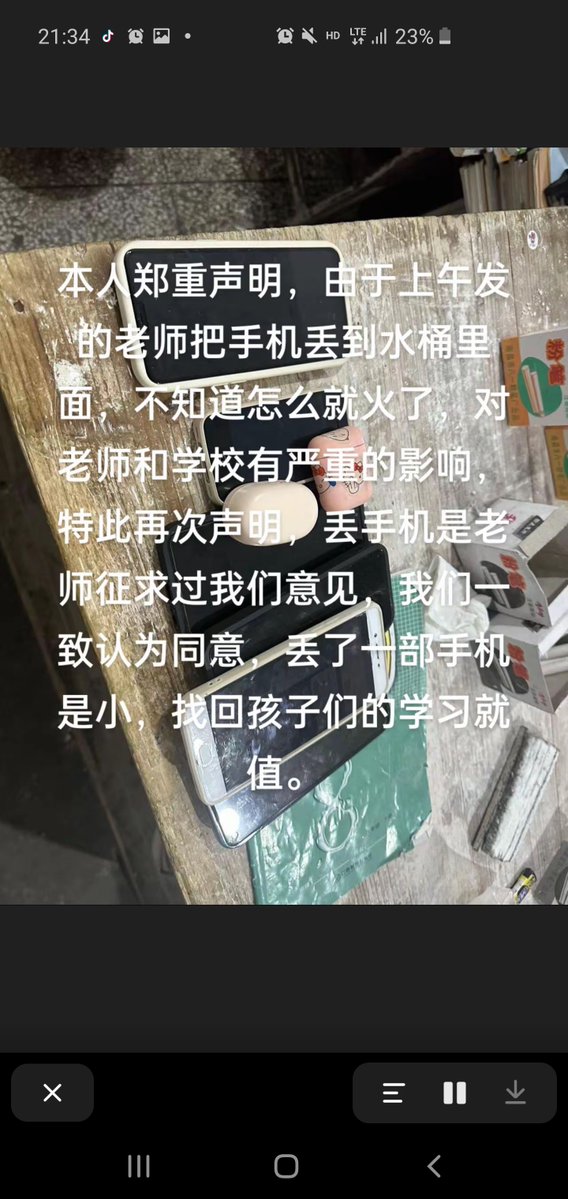 21:34
HD LTE 23%
本人郑重声明，由于上午发
的老师把手机丢到水桶里
面，不知道怎么就火了，对
老师和学校有严重的影响，
特此再次声明，丢手机是老
师征求过我们意见，我们一
致认为同意，丢了一部手机
是小，找回孩子们的学习就
值。